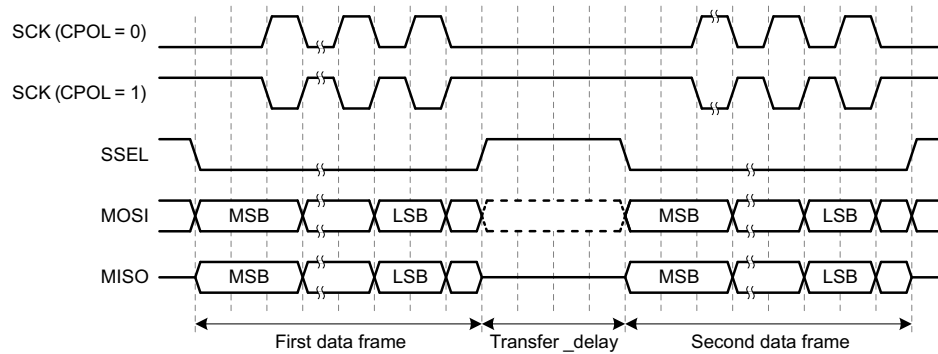 SCK (CPOL = 0)
SCK (CPOL = 1)
SSEL
MOSI MSB LSB MSB LSB
MISO MSB LSB MSB LSB
First data frame Transfer _delay Second data frame